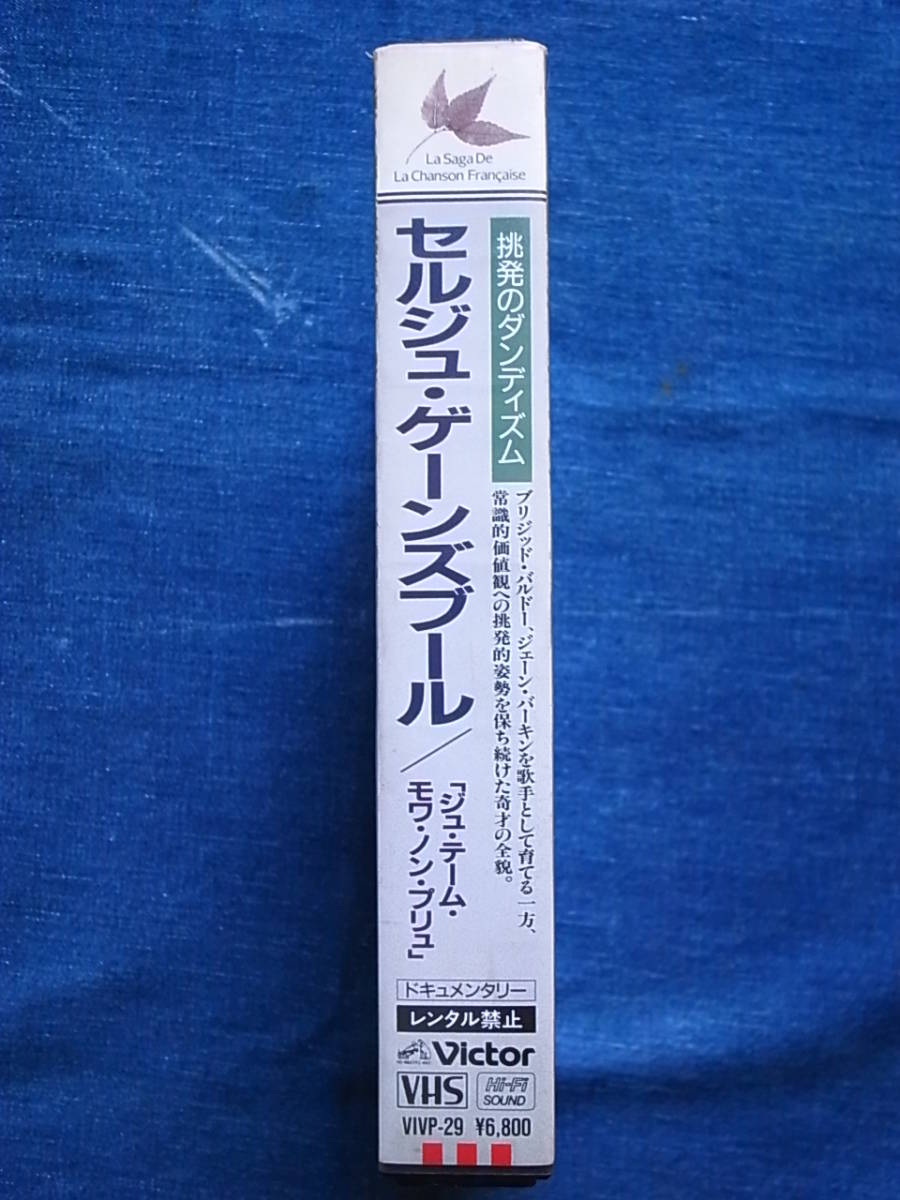 La Saga De
La Chanson Française
挑発のダンディズム
セルジュ・ゲーンズブール／
「ジュ・テーム・
モワ・ノン・プリュ」
ブリジッド・バルドー、ジェーン・バーキンを歌手として育てる一方、
常識的価値観への挑発的姿勢を保ち続けた奇才の全貌。
ドキュメンタリー
レンタル禁止
Victor
VHS
Hi-Fi
SOUND
VIVP-29 ¥6,800